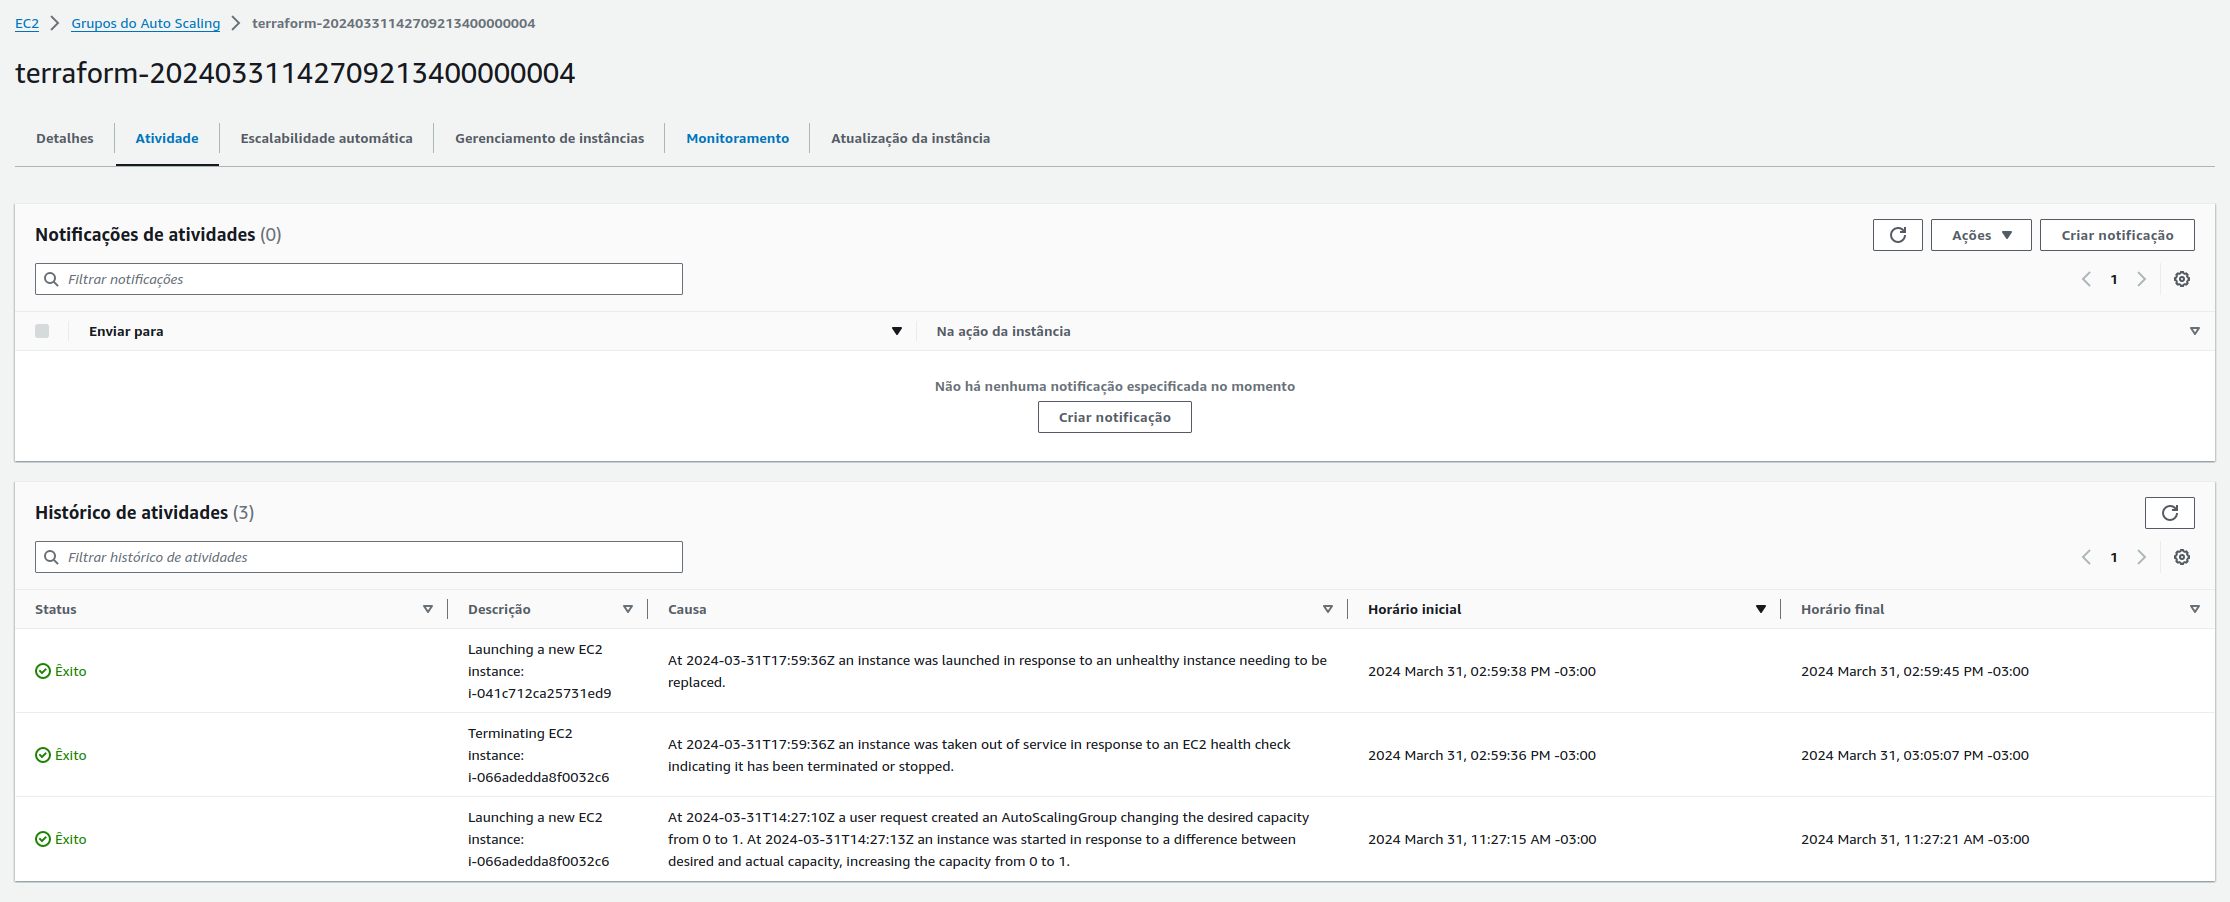 EC2 Grupos do Auto Scaling terraform-20240331142709213400000004
terraform-20240331142709213400000004
Detalhes Atividade Escalabilidade automática Gerenciamento de instâncias Monitoramento Atualização da instância
Notificações de atividades (0)
Ações Criar notificação
Filtrar notificações
1
Enviar para Na ação da instância
Não há nenhuma notificação especificada no momento
Criar notificação
Histórico de atividades (3)
Filtrar histórico de atividades
1
Status Descrição Causa Horário inicial Horário final
Êxito
Launching a new EC2
instance:
i-041c712ca25731ed9
At 2024-03-31T17:59:36Z an instance was launched in response to an unhealthy instance needing to be
replaced.
2024 March 31, 02:59:38 PM -03:00
2024 March 31, 02:59:45 PM -03:00
Êxito
Terminating EC2
instance:
i-066adedda8f0032c6
At 2024-03-31T17:59:36Z an instance was taken out of service in response to an EC2 health check
indicating it has been terminated or stopped.
2024 March 31, 02:59:36 PM -03:00
2024 March 31, 03:05:07 PM -03:00
Êxito
Launching a new EC2
instance:
i-066adedda8f0032c6
At 2024-03-31T14:27:10Z a user request created an AutoScalingGroup changing the desired capacity
from 0 to 1. At 2024-03-31T14:27:13Z an instance was started in response to a difference between
desired and actual capacity, increasing the capacity from 0 to 1.
2024 March 31, 11:27:15 AM -03:00
2024 March 31, 11:27:21 AM -03:00